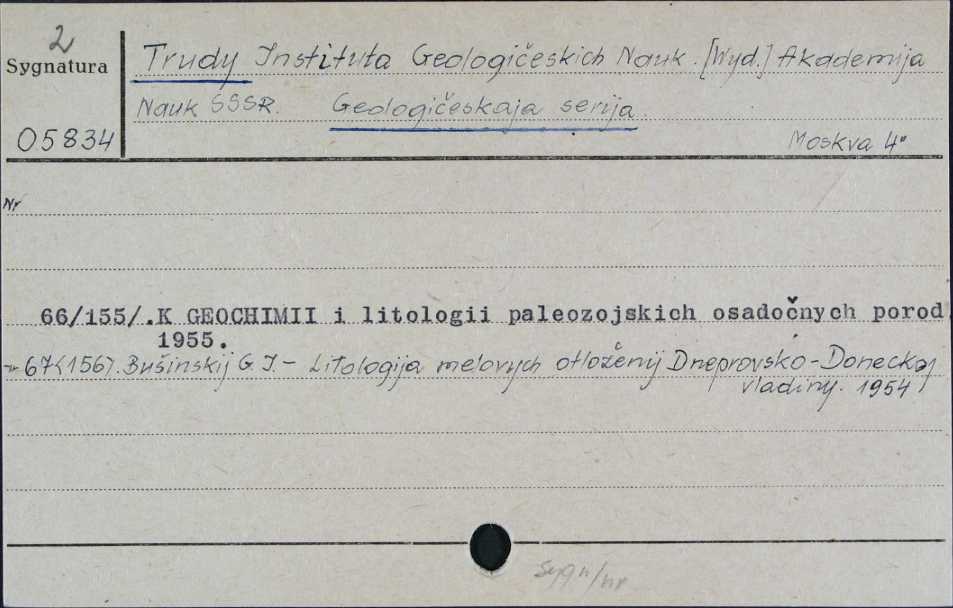 2
Sygnatura
05834
Trudy Instituta Geologičeskich Nauk. [Wyd.] Akademija
Nauk SSSR. Geologičeskaja serija.
Moskva 4°
Nr
66/155/.K GEOCHIMII i litologii paleozojskich osadočnych porod.
1955.
67(156). Bušinskij G.I. - Litologija melovych otložēnij Dneprovsko-Doneckoj
vladiny. 1954
sygn/nr